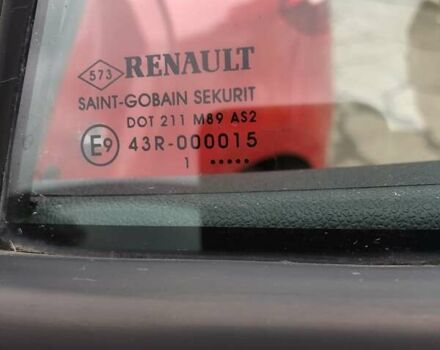 573 RENAULT
SAINT-GOBAIN SEKURIT
DOT 211 M89 AS2
E9 43R-000015
1 •••••